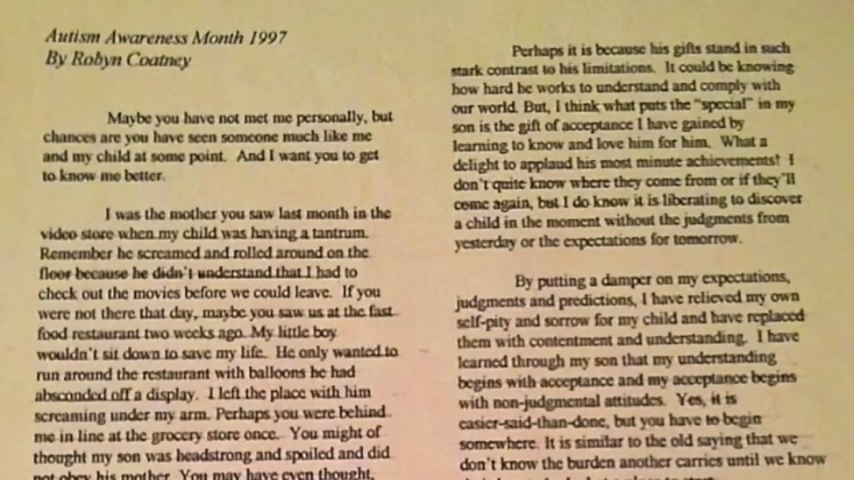 Autism Awareness Month 1997
By Robyn Coatney
Maybe you have not met me personally, but
chances are you have seen someone much like me
and my child at some point. And I want you to get
to know me better.
I was the mother you saw last month in the
video store when my child was having a tantrum.
Remember he screamed and rolled around on the
floor because he didn't understand that I had to
check out the movies before we could leave. If you
were not there that day, maybe you saw us at the fast
food restaurant two weeks ago. My little boy
wouldn't sit down to save my life. He only wanted to
run around the restaurant with balloons he had
absconded off a display. I left the place with him
screaming under my arm. Perhaps you were behind
me in line at the grocery store once. You might of
thought my son was headstrong and spoiled and did
not obey his mother. You may have even thought,
Perhaps it is because his gifts stand in such
stark contrast to his limitations. It could be knowing
how hard he works to understand and comply with
our world. But, I think what puts the "special" in my
son is the gift of acceptance I have gained by
learning to know and love him for him. What a
delight to applaud his most minute achievements! I
don't quite know where they come from or if they'll
come again, but I do know it is liberating to discover
a child in the moment without the judgments from
yesterday or the expectations for tomorrow.
By putting a damper on my expectations,
judgments and predictions, I have relieved my own
self-pity and sorrow for my child and have replaced
them with contentment and understanding. I have
learned through my son that my understanding
begins with acceptance and my acceptance begins
with non-judgmental attitudes. Yes, it is
easier-said-than-done, but you have to begin
somewhere. It is similar to the old saying that we
don't know the burden another carries until we know